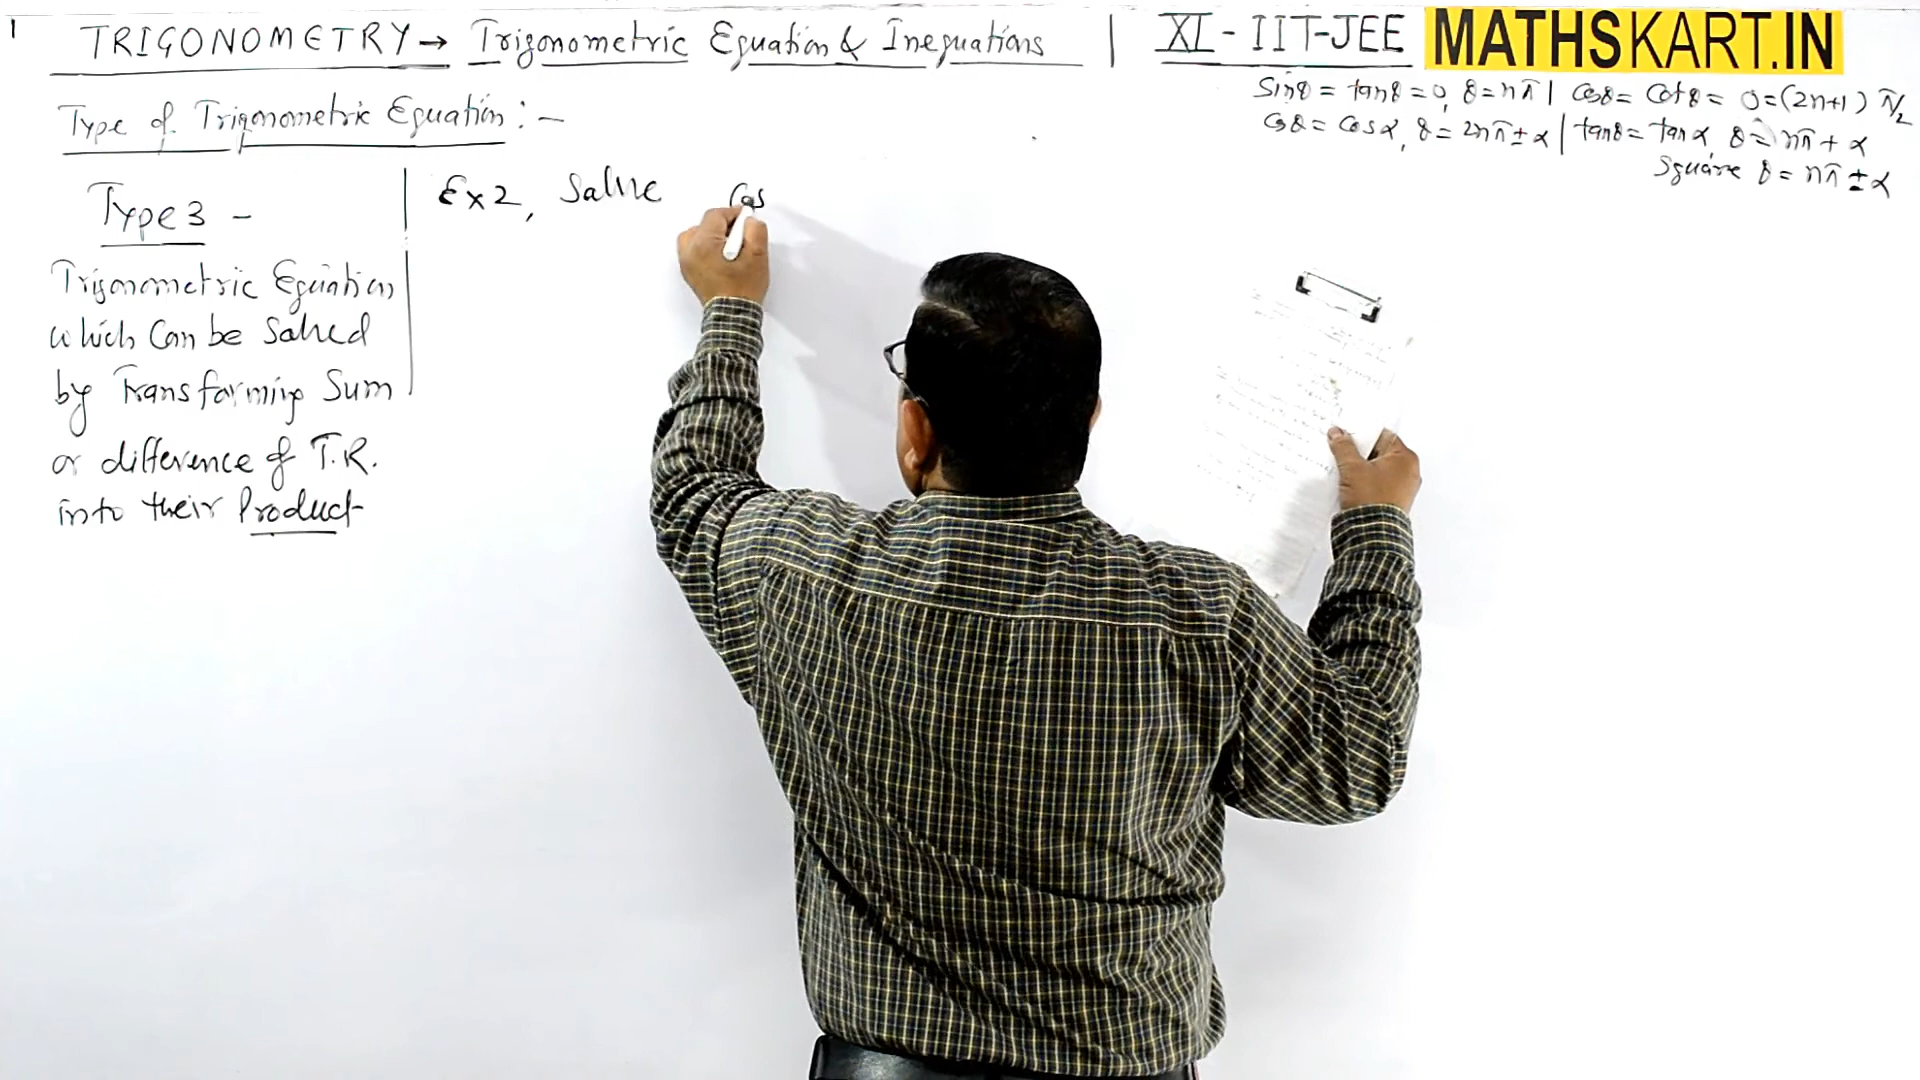 1
TRIGONOMETRY → Trigonometric Equation & Inequations | XI - IIT-JEE MATHSKART.IN
sinθ = tanθ = 0, θ = nπ | cosθ = cotθ = 0 = (2n+1) π/2
cosθ = cosα, θ = 2nπ ± α | tanθ = tanα, θ = nπ + α
square θ = nπ ± α
Type of Trigonometric Equation : -
Type 3 -
Trigonometric Equation
which can be solved
by Transforming Sum
or difference of T.R.
into their Product
Ex 2, Solve Cos